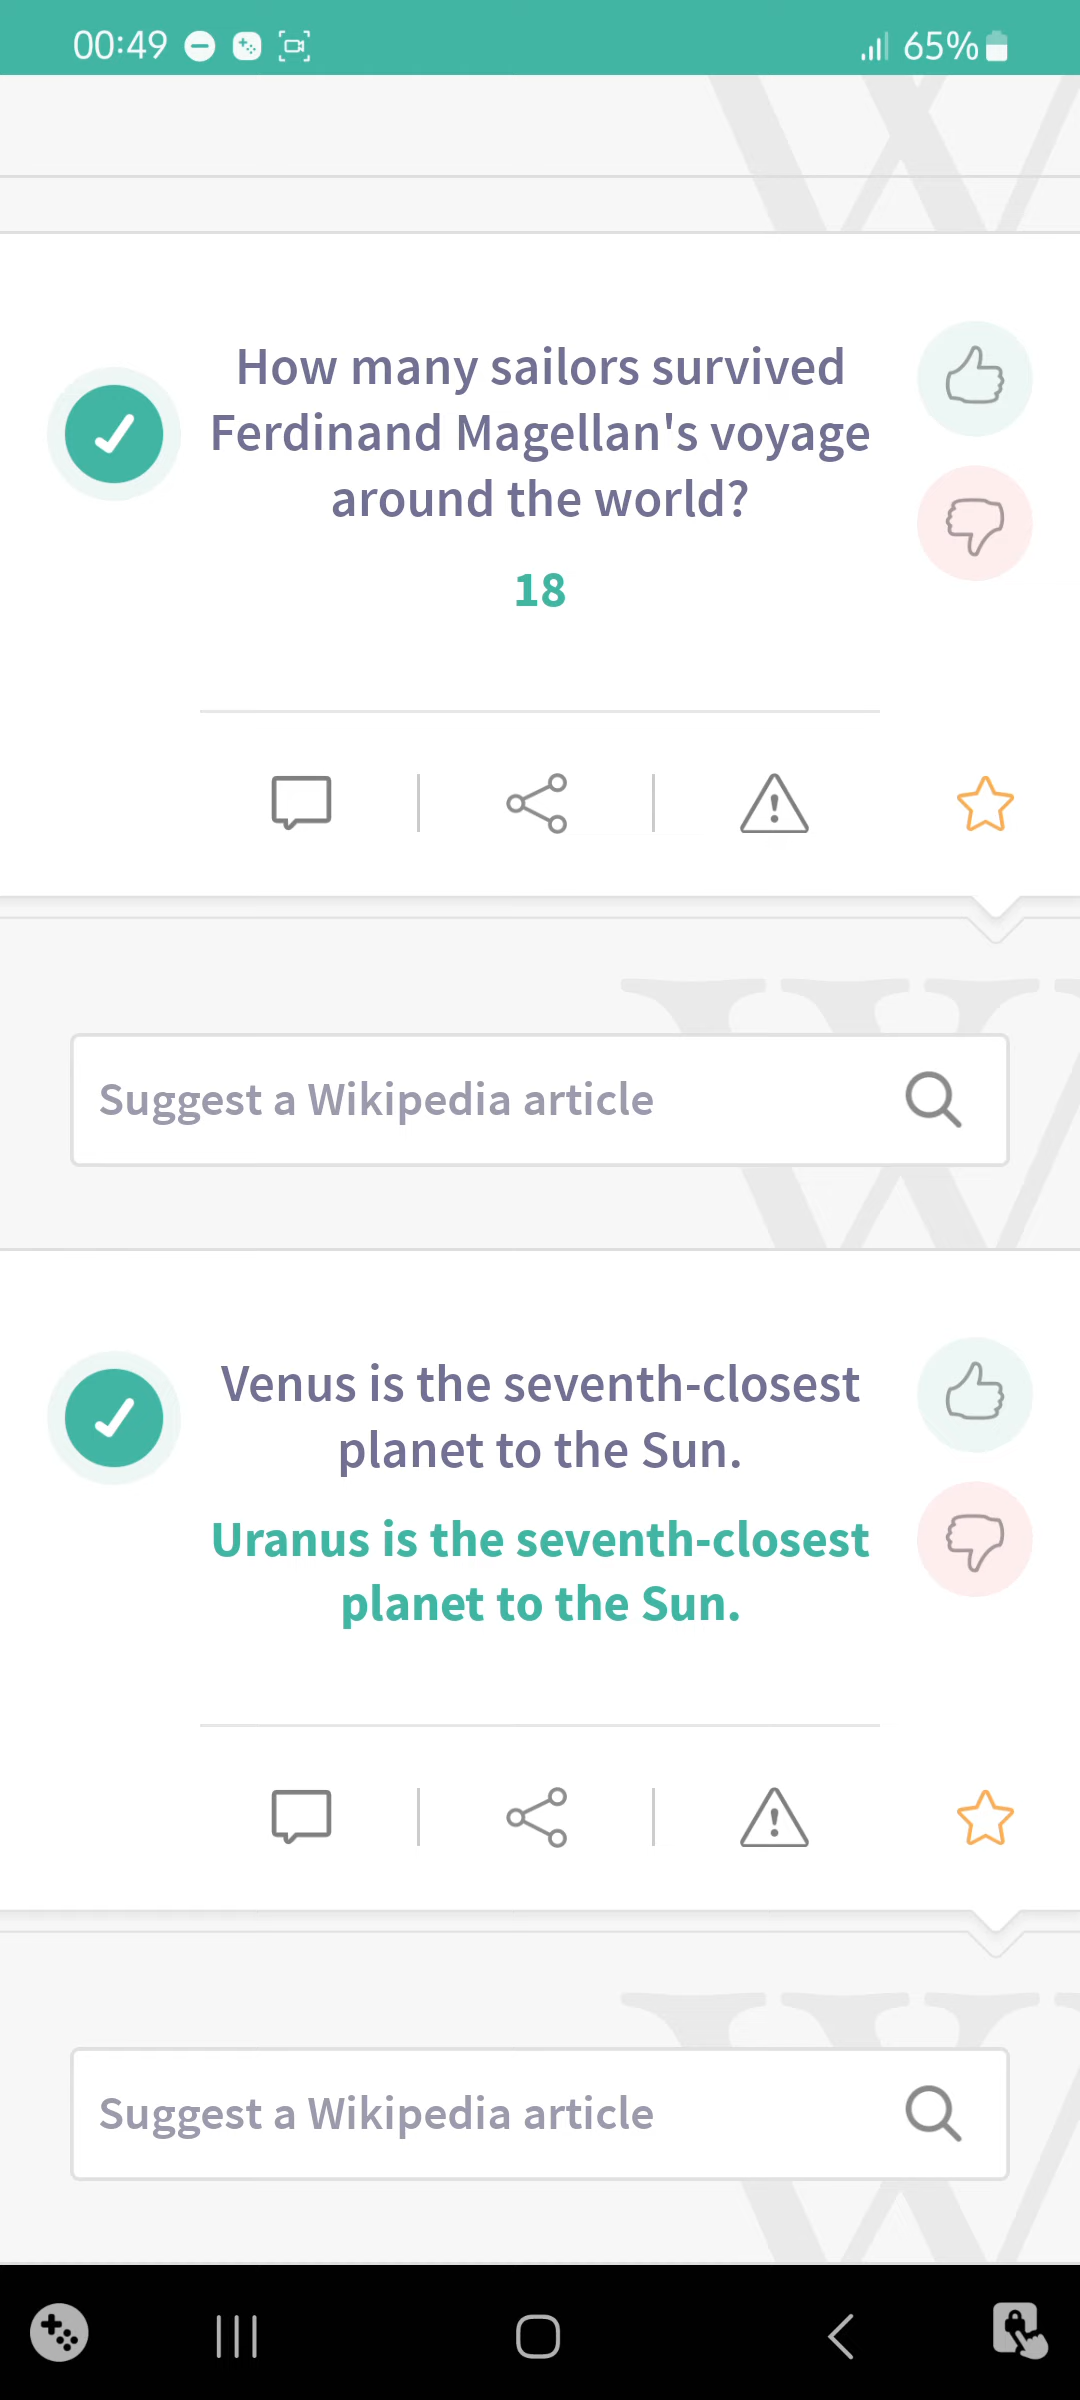 00:49
65%
How many sailors survived
Ferdinand Magellan's voyage
around the world?
18
Suggest a Wikipedia article
Venus is the seventh-closest
planet to the Sun.
Uranus is the seventh-closest
planet to the Sun.
Suggest a Wikipedia article